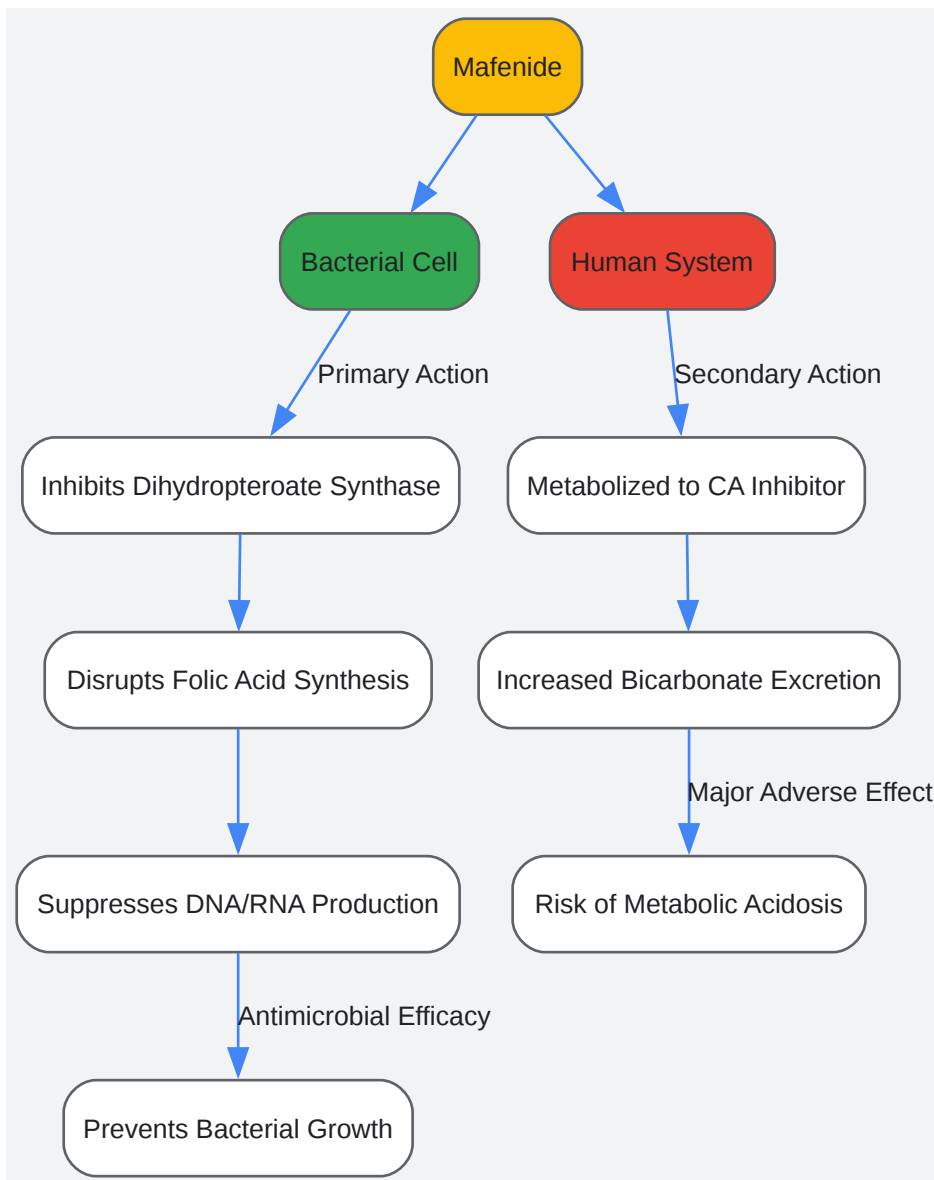 Mafenide
Bacterial Cell
Human System
Primary Action
Secondary Action
Inhibits Dihydropteroate Synthase
Metabolized to CA Inhibitor
Disrupts Folic Acid Synthesis
Increased Bicarbonate Excretion
Major Adverse Effect
Suppresses DNA/RNA Production
Risk of Metabolic Acidosis
Antimicrobial Efficacy
Prevents Bacterial Growth